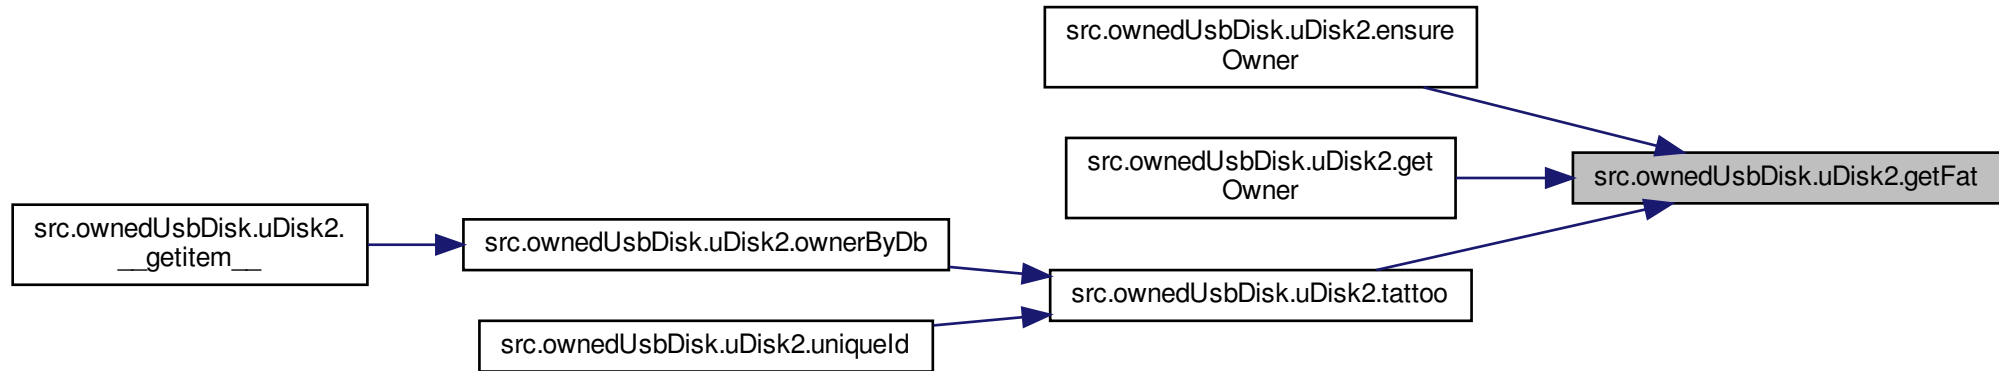 src.ownedUsbDisk.uDisk2.ensure
Owner
src.ownedUsbDisk.uDisk2.get
Owner
src.ownedUsbDisk.uDisk2.getFat
src.ownedUsbDisk.uDisk2.
__getitem__
src.ownedUsbDisk.uDisk2.ownerByDb
src.ownedUsbDisk.uDisk2.tattoo
src.ownedUsbDisk.uDisk2.uniqueId